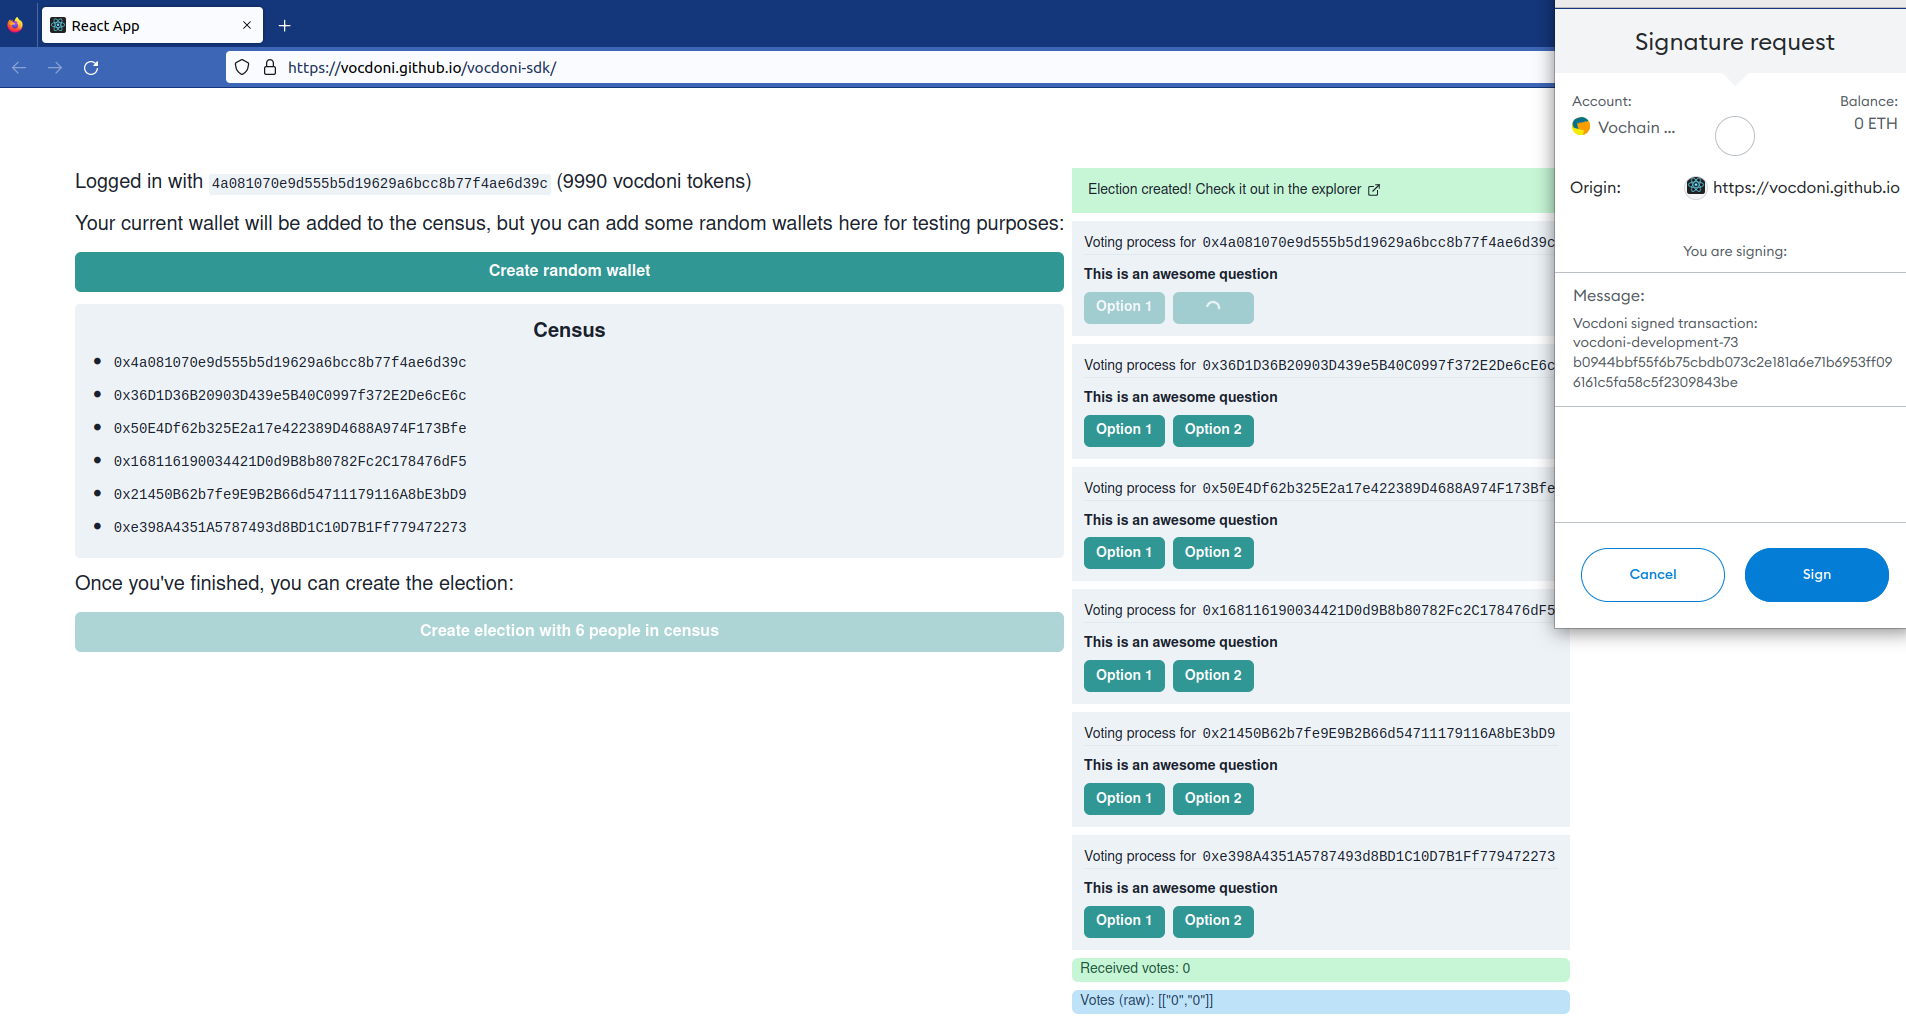 React App
https://vocdoni.github.io/vocdoni-sdk/
Logged in with 4a081070e9d555b5d19629a6bcc8b77f4ae6d39c (9990 vocdoni tokens)
Your current wallet will be added to the census, but you can add some random wallets here for testing purposes:
Create random wallet
Census
0x4a081070e9d555b5d19629a6bcc8b77f4ae6d39c
0x36D1D36B20903D439e5B40C0997f372E2De6cE6c
0x50E4Df62b325E2a17e422389D4688A974F173Bfe
0x168116190034421D0d9B8b80782Fc2C178476dF5
0x21450B62b7fe9E9B2B66d54711179116A8bE3bD9
0xe398A4351A5787493d8BD1C10D7B1Ff779472273
Once you've finished, you can create the election:
Create election with 6 people in census
Election created! Check it out in the explorer
Voting process for 0x4a081070e9d555b5d19629a6bcc8b77f4ae6d39c
This is an awesome question
Option 1
Voting process for 0x36D1D36B20903D439e5B40C0997f372E2De6cE6c
This is an awesome question
Option 1 Option 2
Voting process for 0x50E4Df62b325E2a17e422389D4688A974F173Bfe
This is an awesome question
Option 1 Option 2
Voting process for 0x168116190034421D0d9B8b80782Fc2C178476dF5
This is an awesome question
Option 1 Option 2
Voting process for 0x21450B62b7fe9E9B2B66d54711179116A8bE3bD9
This is an awesome question
Option 1 Option 2
Voting process for 0xe398A4351A5787493d8BD1C10D7B1Ff779472273
This is an awesome question
Option 1 Option 2
Received votes: 0
Votes (raw): [["0","0"]]
Signature request
Account:
Vochain ...
Balance:
0 ETH
Origin:
https://vocdoni.github.io
You are signing:
Message:
Vocdoni signed transaction:
vocdoni-development-73
b0944bbf55f6b75cbdb073c2e181a6e71b6953ff09
6161c5fa58c5f2309843be
Cancel
Sign